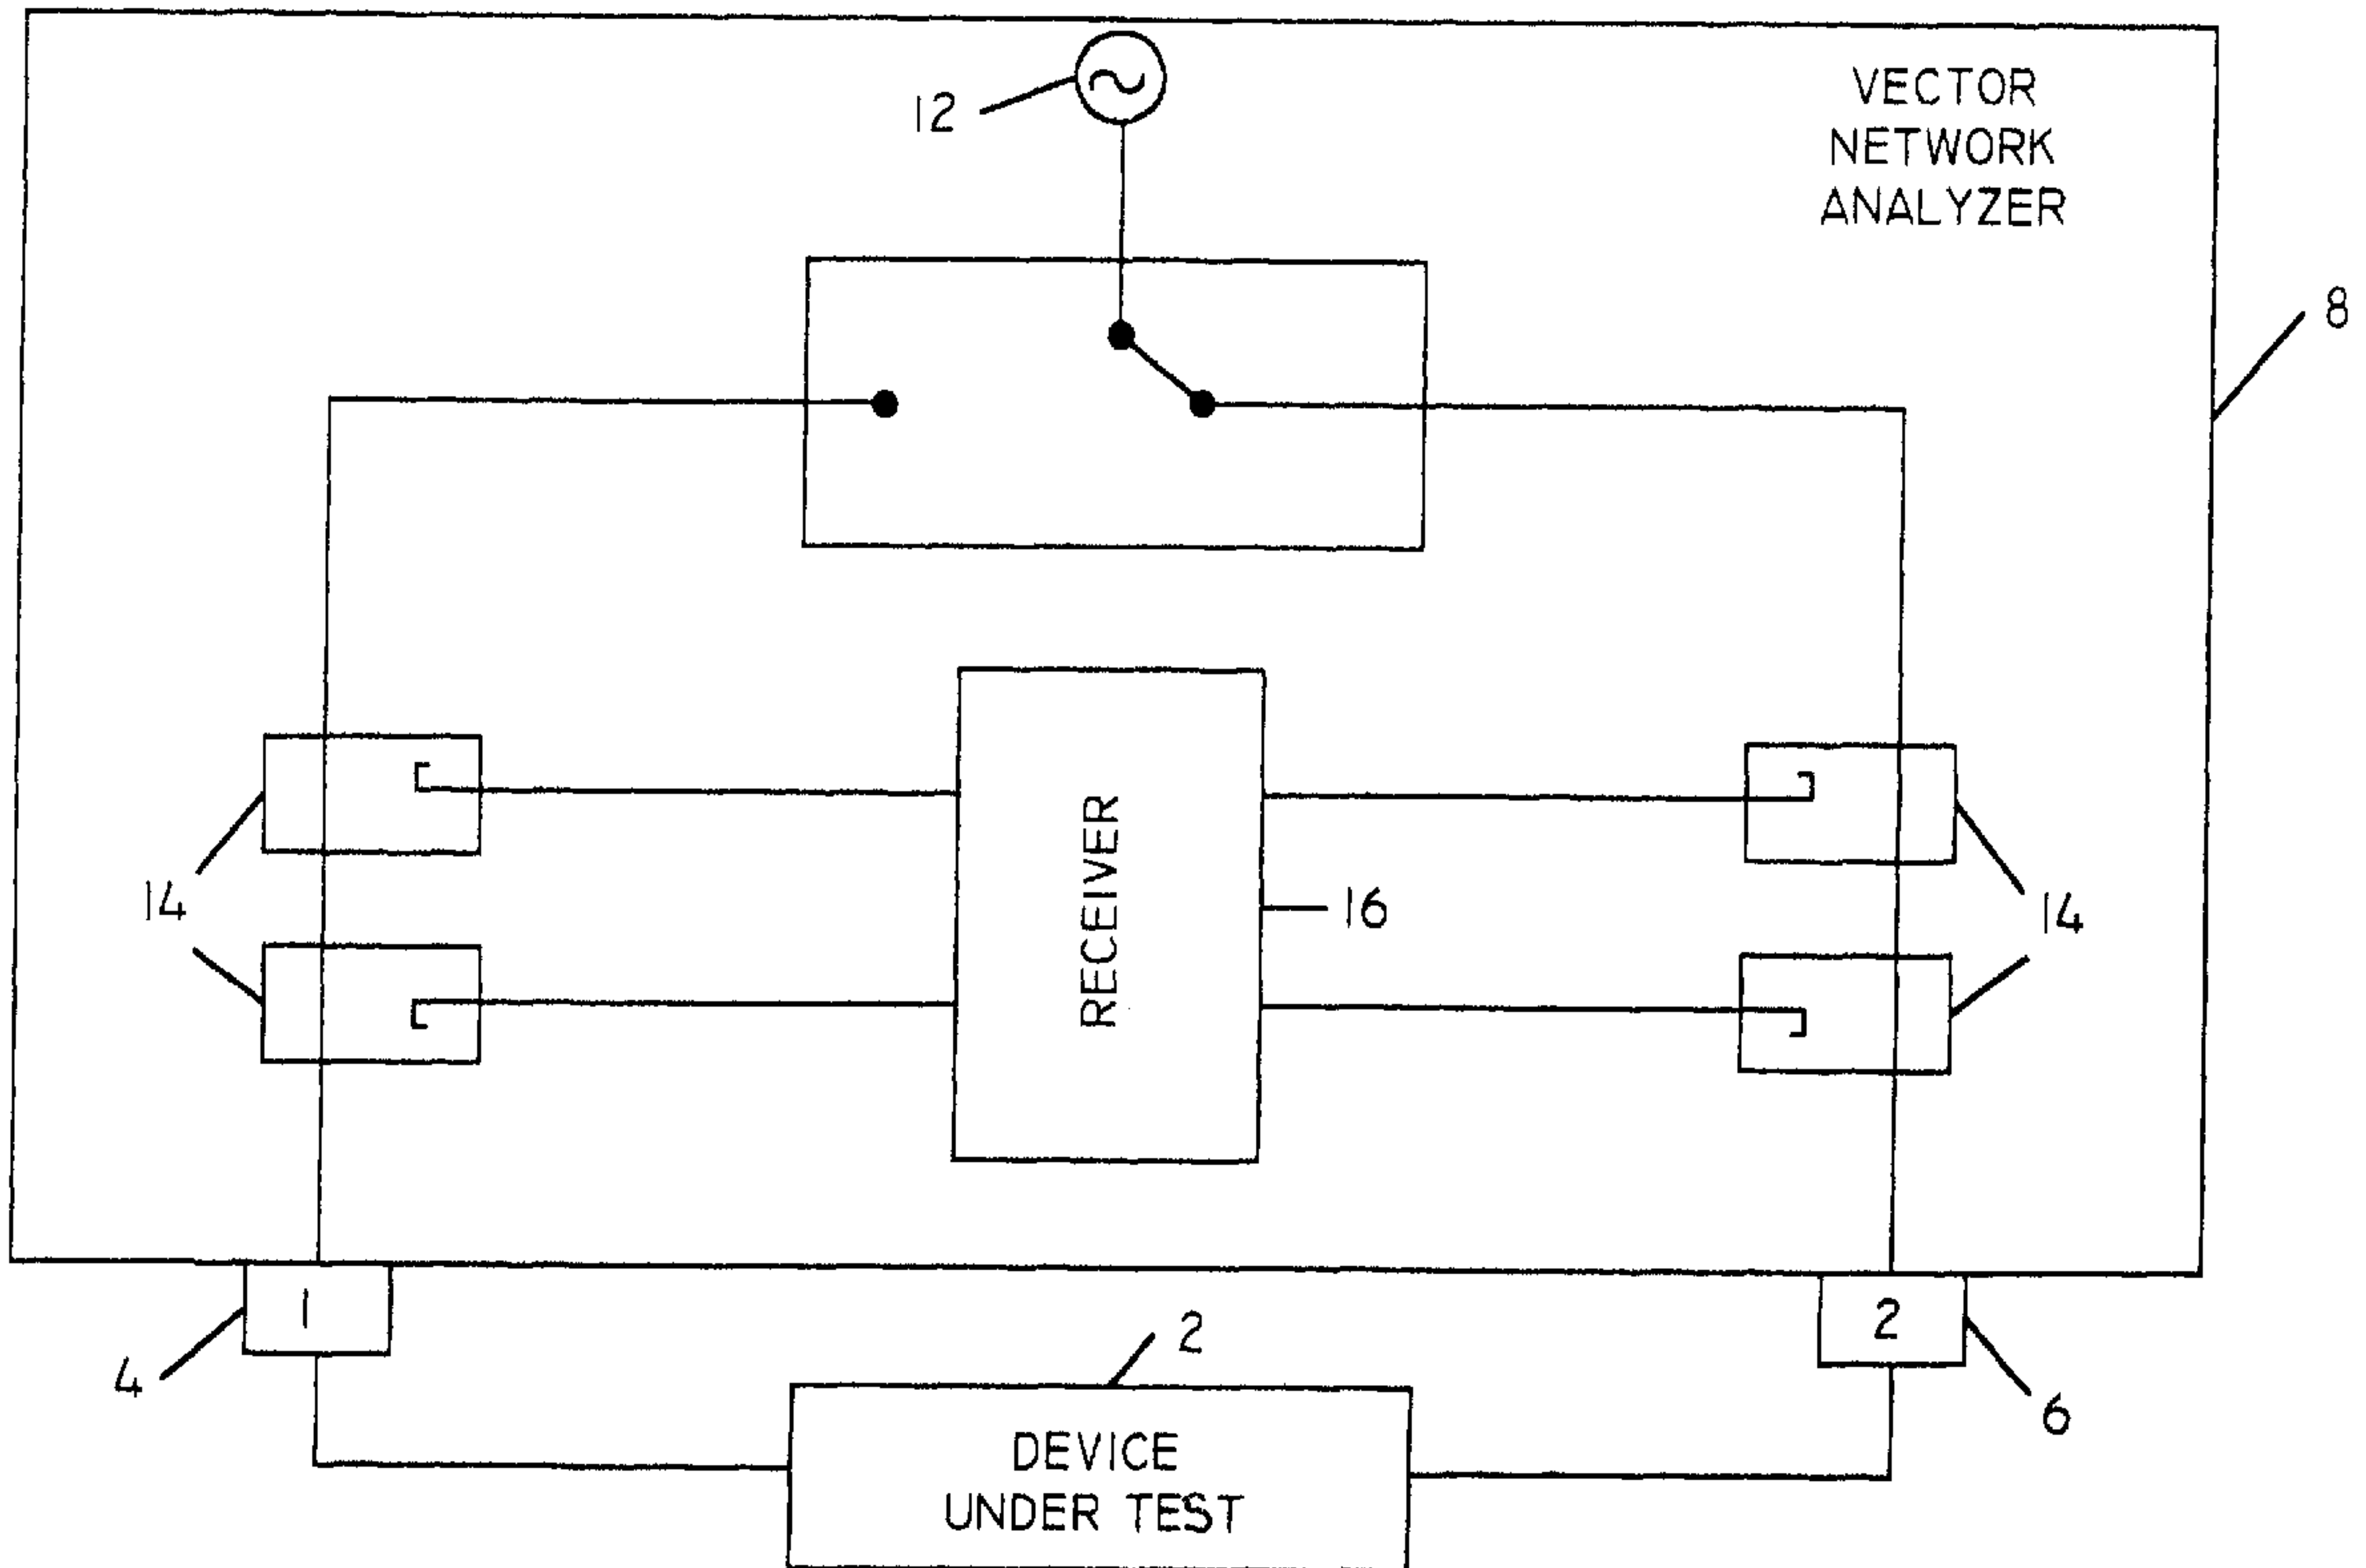 VECTOR
NETWORK
ANALYZER
12
8
RECEIVER
16
14
14
1
2
4
2
6
DEVICE
UNDER TEST